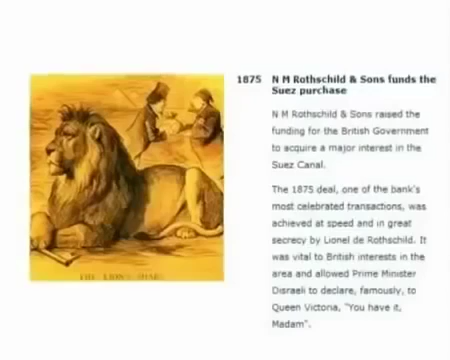 1875 N M Rothschild & Sons funds the
Suez purchase
N M Rothschild & Sons raised the
funding for the British Government
to acquire a major interest in the
Suez Canal.
The 1875 deal, one of the bank's
most celebrated transactions, was
achieved at speed and in great
secrecy by Lionel de Rothschild. It
was vital to British interests in the
area and allowed Prime Minister
Disraeli to declare, famously, to
Queen Victoria, "You have it,
Madam".
THE LION'S SHARE